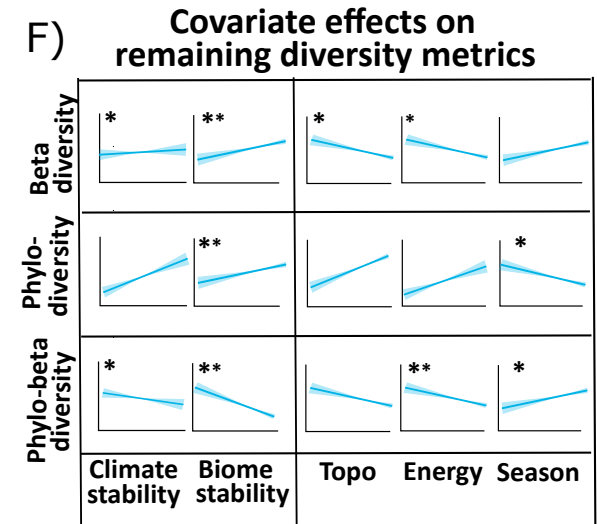 F)
Covariate effects on
remaining diversity metrics
Beta
diversity
* ** * *
Phylo-
diversity
** *
Phylo-beta
diversity
* ** ** *
Climate
stability
Biome
stability
Topo
Energy
Season